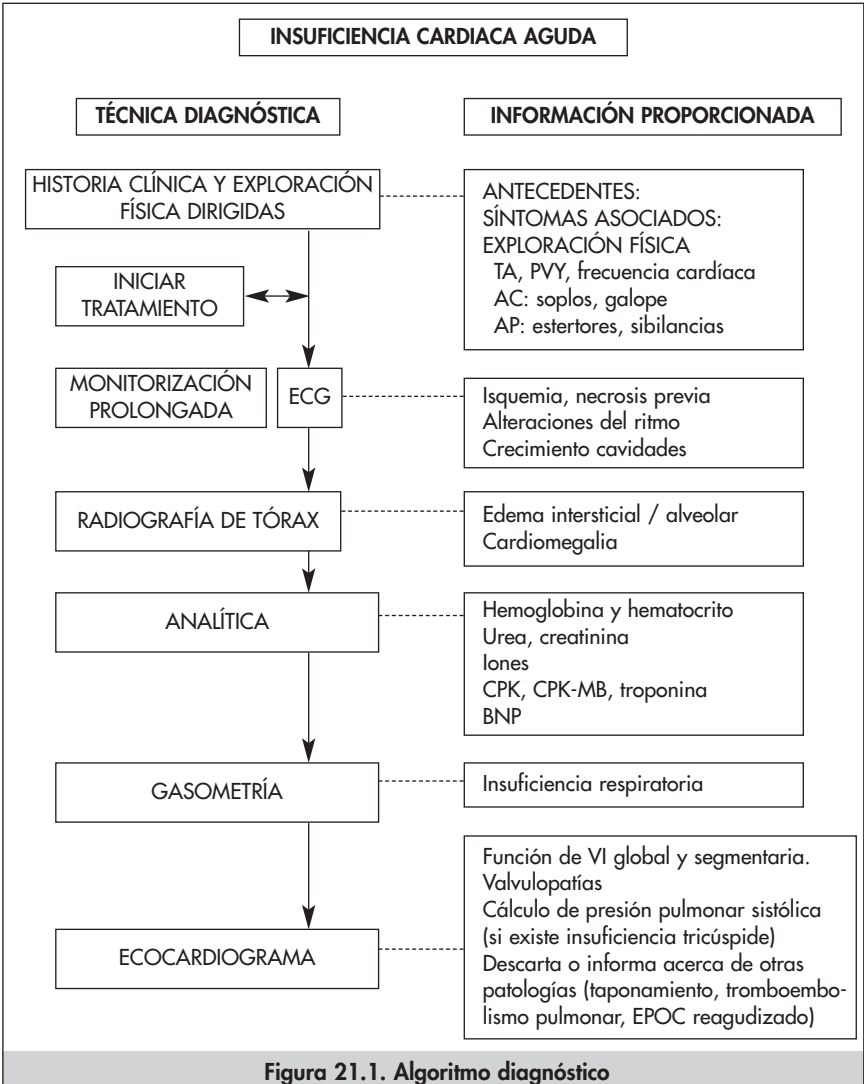 INSUFICIENCIA CARDIACA AGUDA
TÉCNICA DIAGNÓSTICA
INFORMACIÓN PROPORCIONADA
HISTORIA CLÍNICA Y EXPLORACIÓN
FÍSICA DIRIGIDAS
ANTECEDENTES:
SÍNTOMAS ASOCIADOS:
EXPLORACIÓN FÍSICA
TA, PVY, frecuencia cardíaca
AC: soplos, galope
AP: estertores, sibilancias
INICIAR
TRATAMIENTO
MONITORIZACIÓN
PROLONGADA
ECG
Isquemia, necrosis previa
Alteraciones del ritmo
Crecimiento cavidades
RADIOGRAFÍA DE TÓRAX
Edema intersticial / alveolar
Cardiomegalia
ANALÍTICA
Hemoglobina y hematocrito
Urea, creatinina
Iones
CPK, CPK-MB, troponina
BNP
GASOMETRÍA
Insuficiencia respiratoria
ECOCARDIOGRAMA
Función de VI global y segmentaria.
Valvulopatías
Cálculo de presión pulmonar sistólica
(si existe insuficiencia tricúspide)
Descarta o informa acerca de otras
patologías (taponamiento, tromboembo-
lismo pulmonar, EPOC reagudizado)
Figura 21.1. Algoritmo diagnóstico